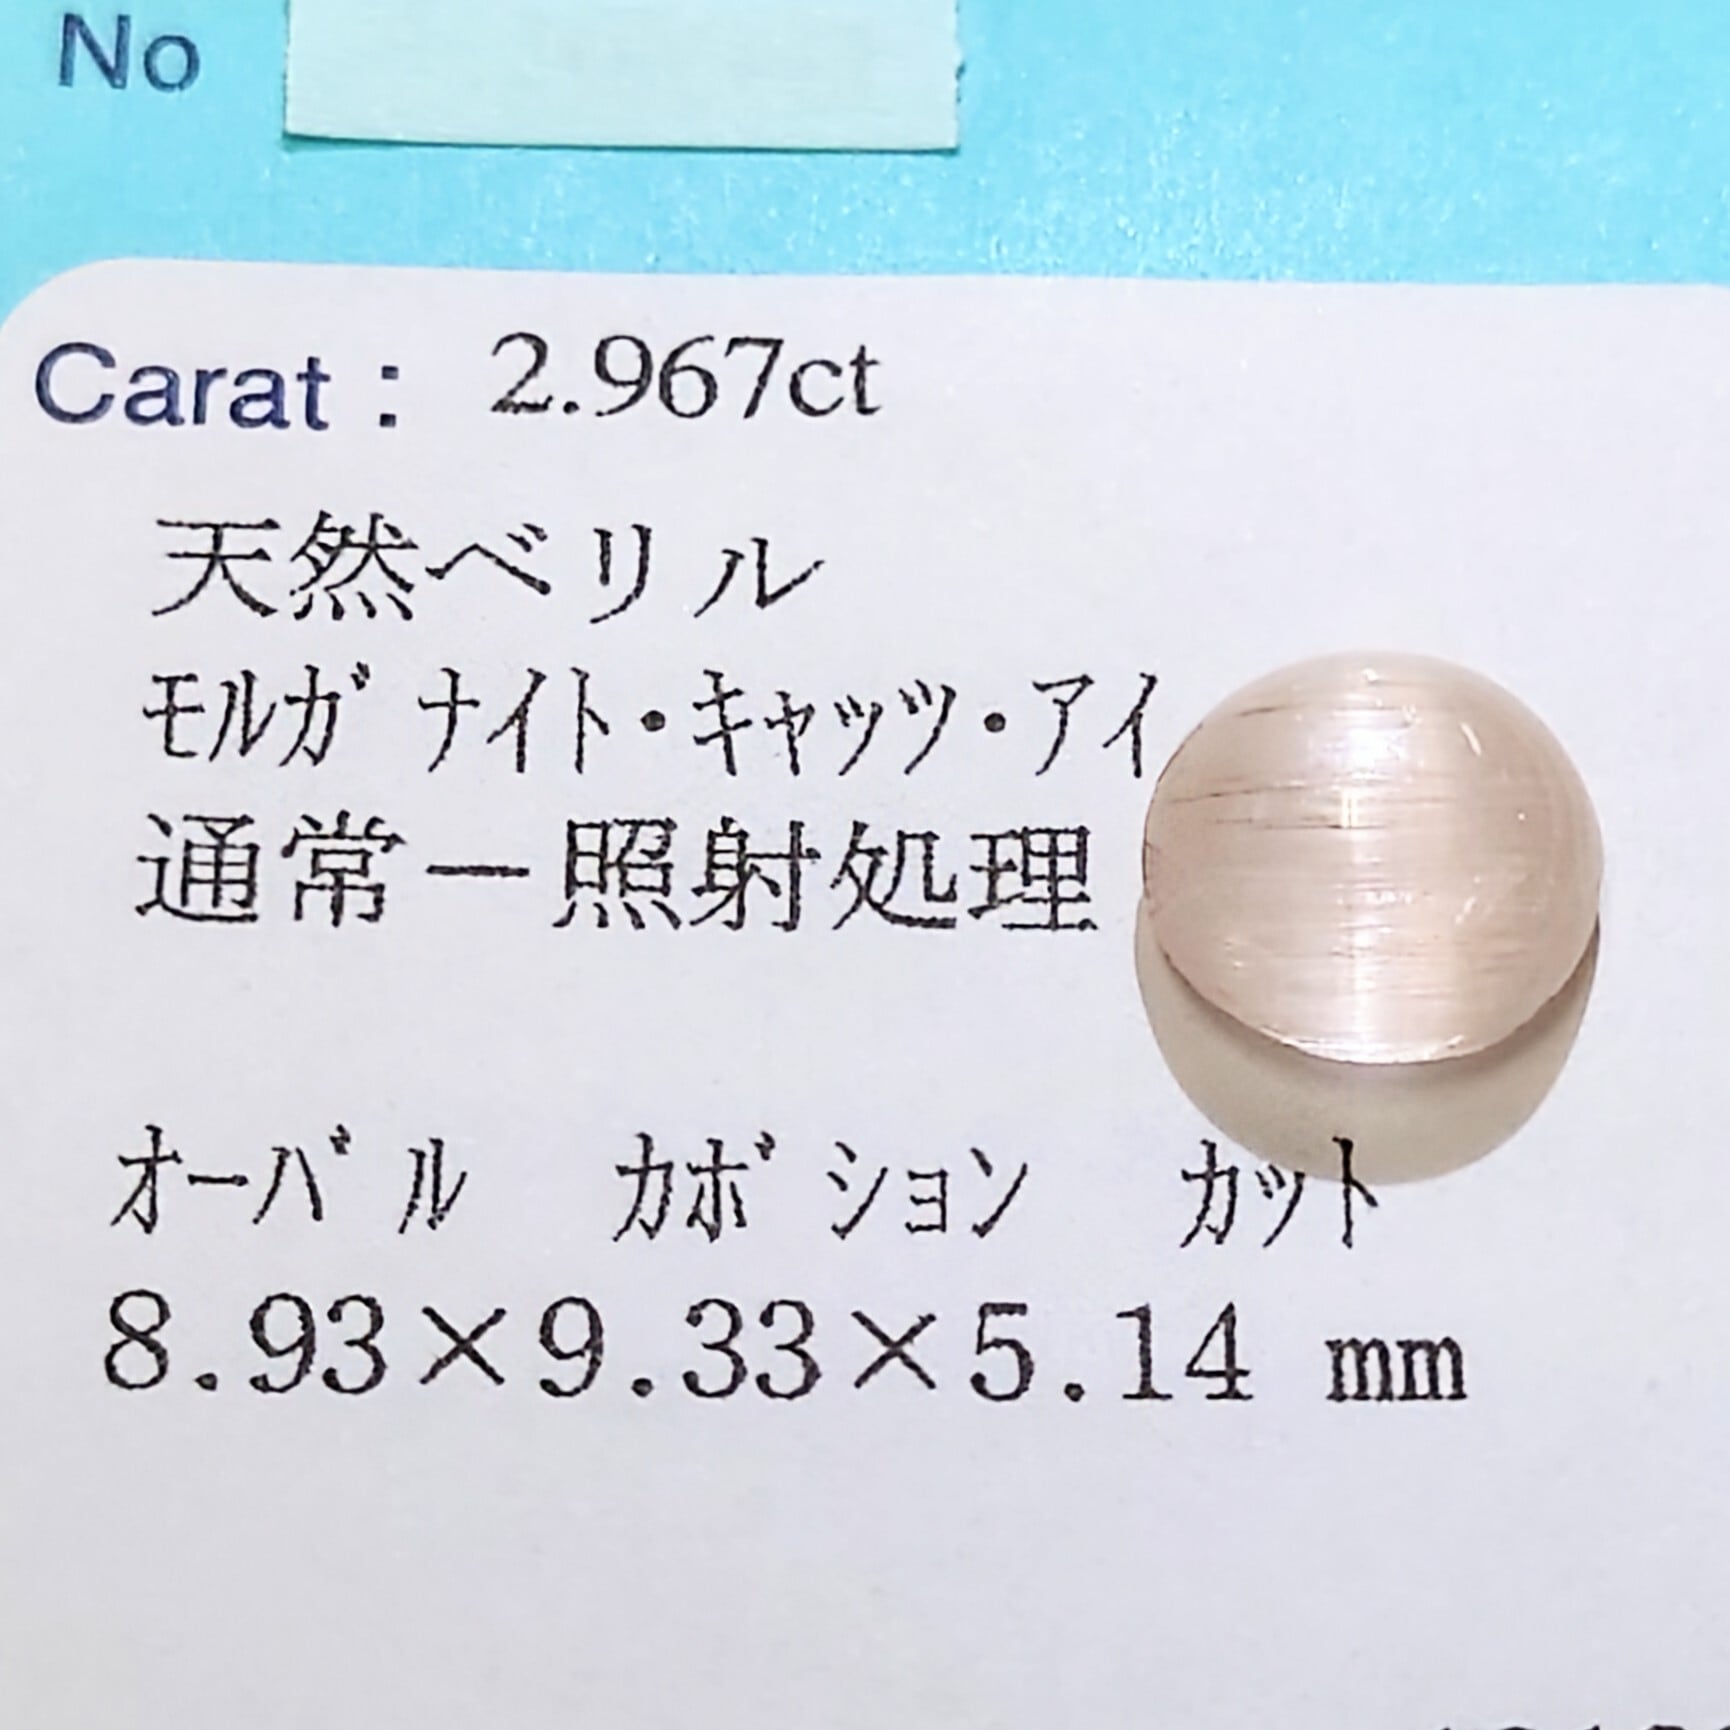 No
Carat : 2.967ct
天然ベリル
ﾓﾙｶﾞﾅｲﾄ・ｷｬｯﾂ・ｱｲ
通常－照射処理
ｵｰﾊﾞﾙ ｶﾎﾞｼｮﾝ ｶｯﾄ
8.93×9.33×5.14 mm